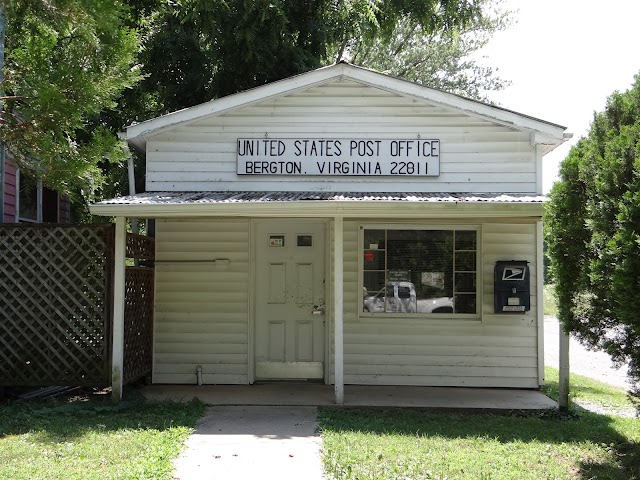 UNITED STATES POST OFFICE
BERGTON, VIRGINIA 22811